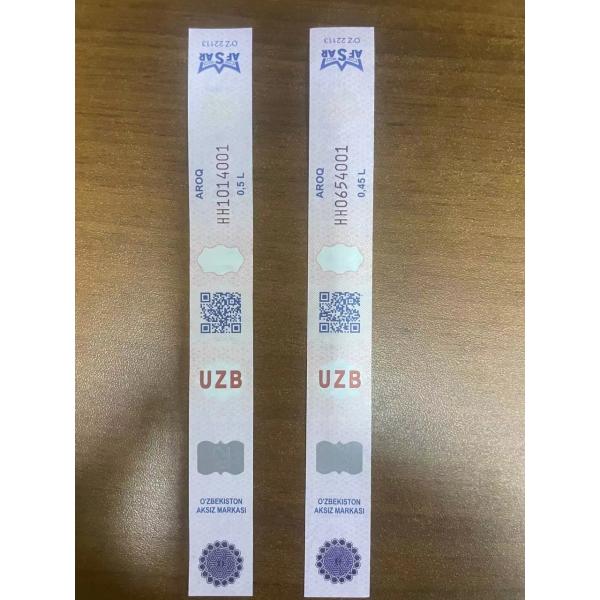 O'Z 22113
AFSAR
AROQ
HH1014001
0,5 L
UZB
O'ZBEKISTON
AKSIZ MARKASI
O'Z 22113
AFSAR
AROQ
HH0654001
0,45 L
UZB
O'ZBEKISTON
AKSIZ MARKASI